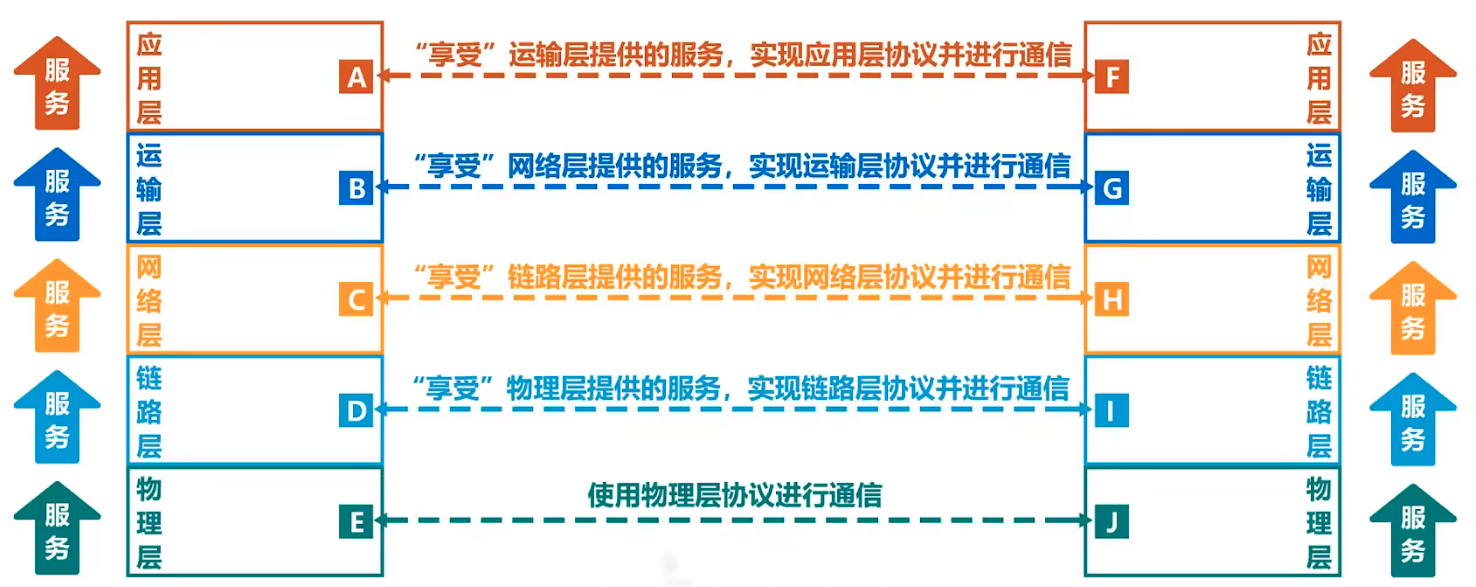 服务
应用层
A
“享受”运输层提供的服务，实现应用层协议并进行通信
F
应用层
服务
服务
运输层
B
“享受”网络层提供的服务，实现运输层协议并进行通信
G
运输层
服务
服务
网络层
C
“享受”链路层提供的服务，实现网络层协议并进行通信
H
网络层
服务
服务
链路层
D
“享受”物理层提供的服务，实现链路层协议并进行通信
I
链路层
服务
服务
物理层
E
使用物理层协议进行通信
J
物理层
服务